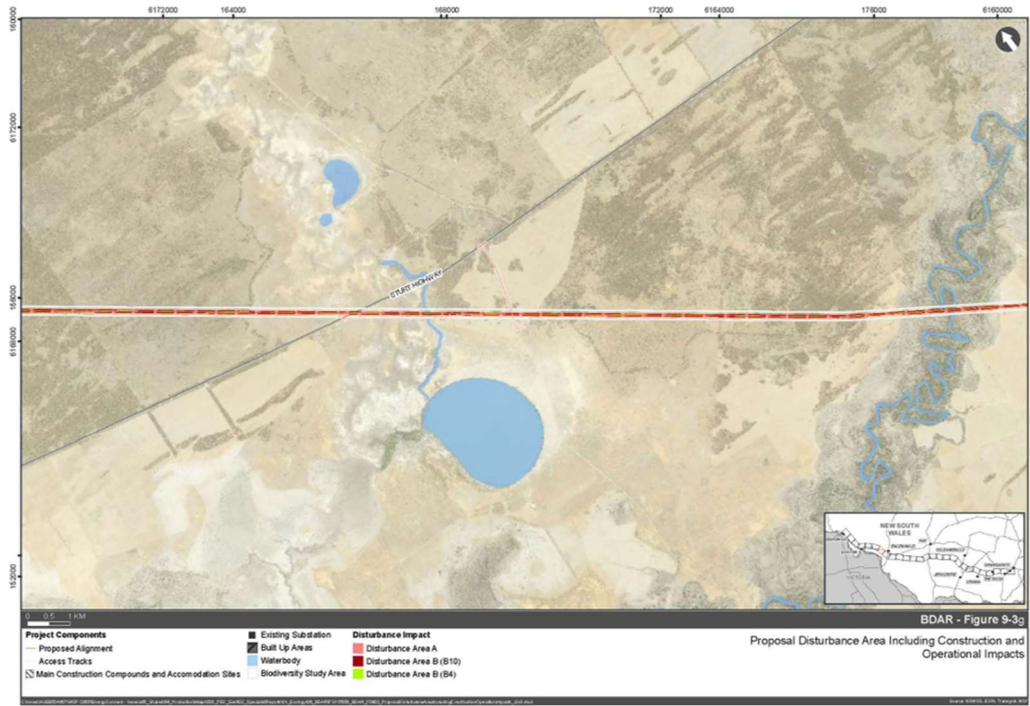 6172000 164000 168000 172000 6164000 176000 6160000
160000
6172000
STURT HIGHWAY
6160000
152000
NEW SOUTH
WALES
VICTORIA
0 0.5 1 KM
BDAR - Figure 9-3g
Proposal Disturbance Area Including Construction and
Operational Impacts
Project Components
Proposed Alignment
Access Tracks
Main Construction Compounds and Accomodation Sites
Existing Substation
Built Up Areas
Waterbody
Biodiversity Study Area
Disturbance Impact
Disturbance Area A
Disturbance Area B (B10)
Disturbance Area B (B4)